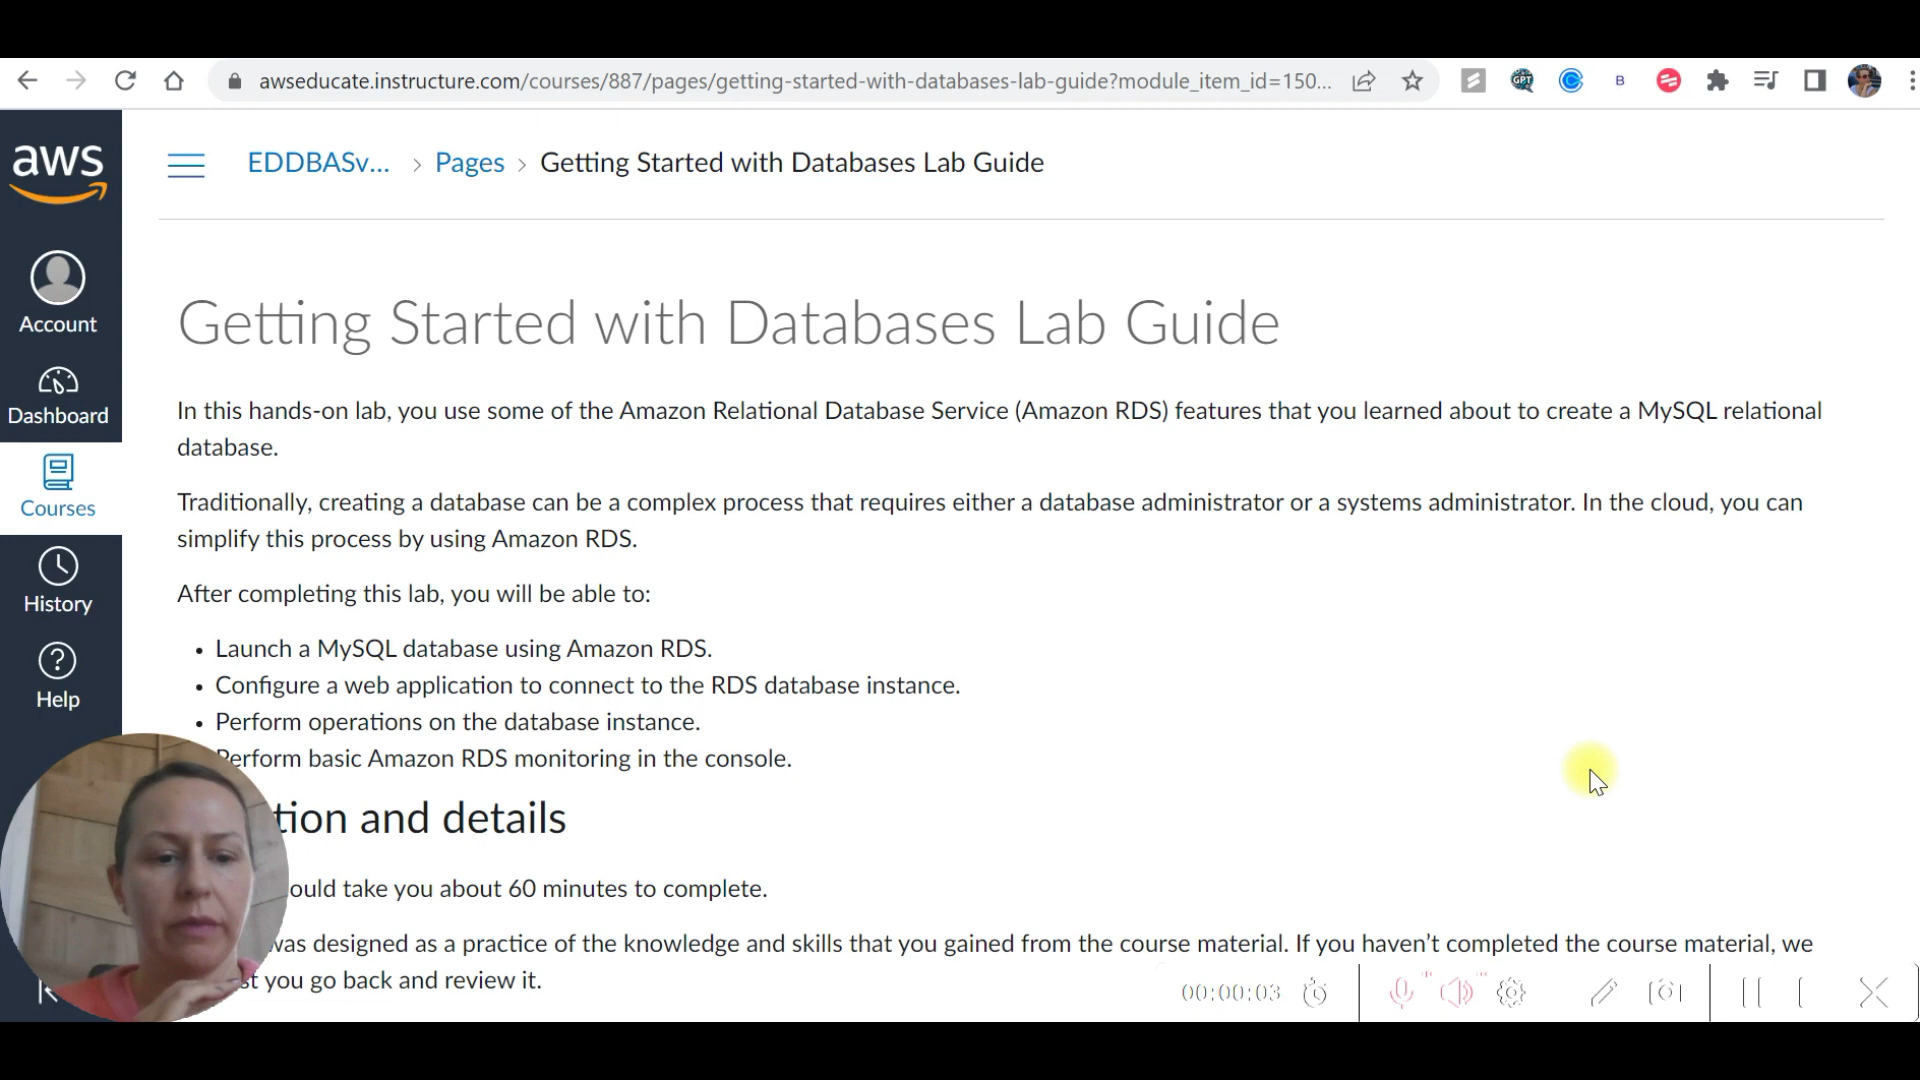 awseducate.instructure.com/courses/887/pages/getting-started-with-databases-lab-guide?module_item_id=150...
GPT
B
aws
EDDBASv... > Pages > Getting Started with Databases Lab Guide
Account
Dashboard
Courses
History
Help
Getting Started with Databases Lab Guide
In this hands-on lab, you use some of the Amazon Relational Database Service (Amazon RDS) features that you learned about to create a MySQL relational
database.
Traditionally, creating a database can be a complex process that requires either a database administrator or a systems administrator. In the cloud, you can
simplify this process by using Amazon RDS.
After completing this lab, you will be able to:
• Launch a MySQL database using Amazon RDS.
• Configure a web application to connect to the RDS database instance.
• Perform operations on the database instance.
Perform basic Amazon RDS monitoring in the console.
tion and details
ould take you about 60 minutes to complete.
was designed as a practice of the knowledge and skills that you gained from the course material. If you haven't completed the course material, we
st you go back and review it.
00:00:03